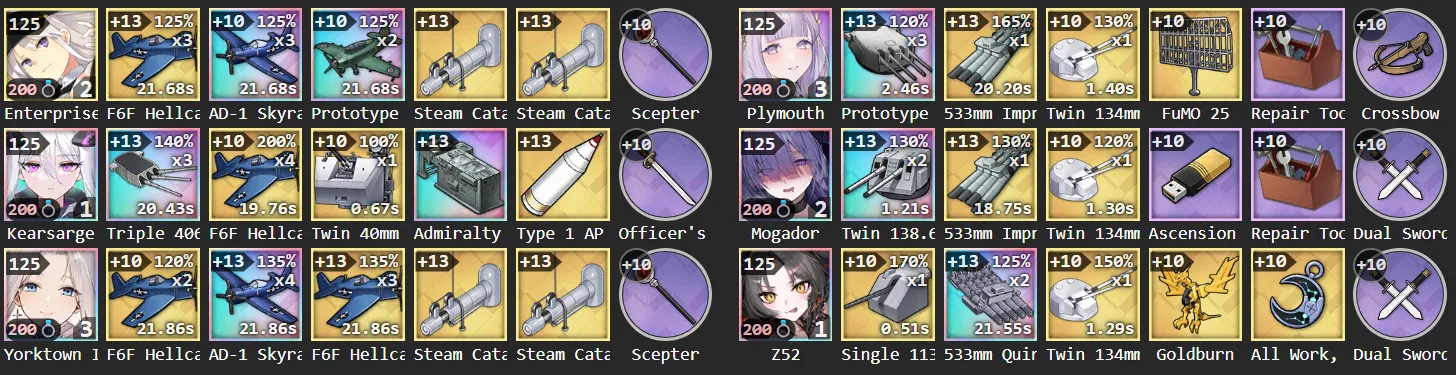 125 +13 125% +10 125% +10 125% +13 +13 +10 125 +13 120% +13 165% +10 130% +10 +10 +10
x3 x3 x2 x3 x1 x1
200 2 21.68s 21.68s 21.68s 200 3 2.46s 20.20s 1.40s
Enterprise F6F Hellca AD-1 Skyra Prototype Steam Cata Steam Cata Scepter Plymouth Prototype 533mm Impr Twin 134mm FuMO 25 Repair Too Crossbow
125 +13 140% +10 200% +10 100% +13 +13 +10 125 +13 130% +13 130% +10 120% +10 +10 +10
x3 x4 x1 x2 x1 x1
200 1 20.43s 19.76s 0.67s 200 2 1.21s 18.75s 1.30s
Kearsarge Triple 406 F6F Hellca Twin 40mm Admiralty Type 1 AP Officer's Mogador Twin 138.6 533mm Impr Twin 134mm Ascension Repair Too Dual Sword
125 +10 120% +13 135% +13 135% +13 +13 +10 125 +10 170% +13 125% +10 150% +10 +10 +10
x2 x4 x3 x1 x2 x1
200 3 21.86s 21.86s 21.86s 200 1 0.51s 21.55s 1.29s
Yorktown I F6F Hellca AD-1 Skyra F6F Hellca Steam Cata Steam Cata Scepter Z52 Single 113 533mm Quin Twin 134mm Goldburn All Work, Dual Sword